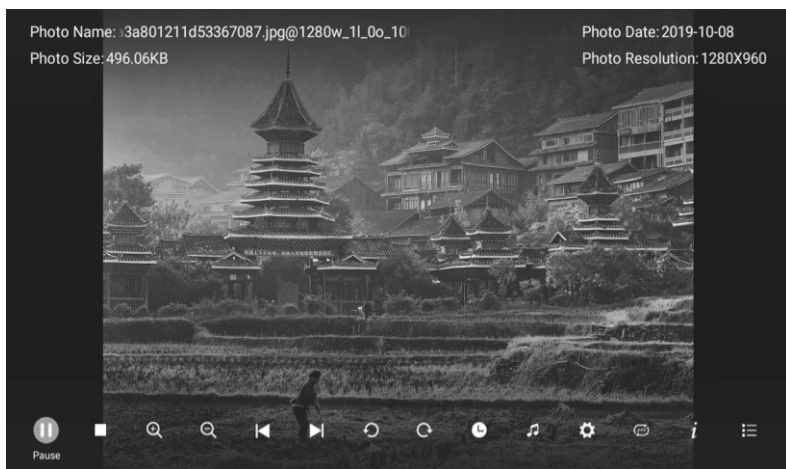 Photo Name: 3a801211d53367087.jpg@1280w_1l_0o_10
Photo Size: 496.06KB
Photo Date: 2019-10-08
Photo Resolution: 1280X960
Pause